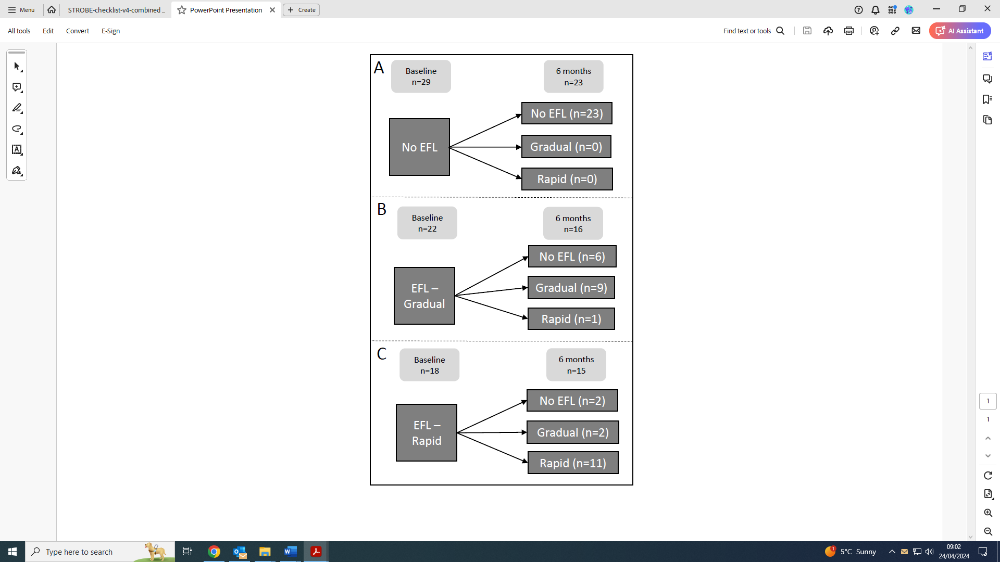 Menu
STROBE-checklist-v4-combined ...
PowerPoint Presentation
Create
All tools
Edit
Convert
E-Sign
Find text or tools
AI Assistant
A
Baseline
n=29
6 months
n=23
No EFL
No EFL (n=23)
Gradual (n=0)
Rapid (n=0)
B
Baseline
n=22
6 months
n=16
EFL –
Gradual
No EFL (n=6)
Gradual (n=9)
Rapid (n=1)
C
Baseline
n=18
6 months
n=15
EFL –
Rapid
No EFL (n=2)
Gradual (n=2)
Rapid (n=11)
1
1
Type here to search
1
5°C Sunny
09:02
24/04/2024